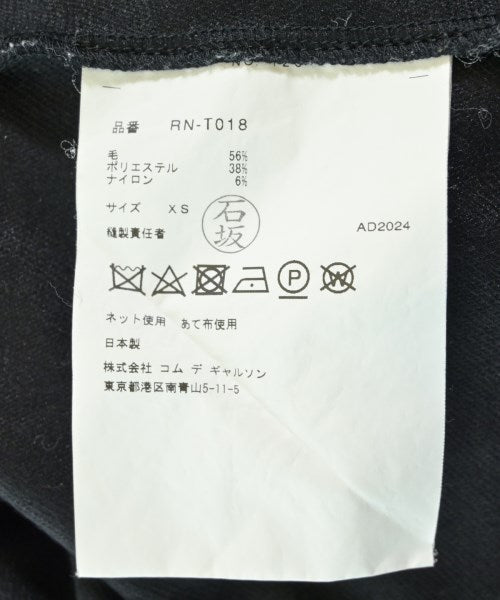 品番 RN-T018
毛 56%
ポリエステル 38%
ナイロン 6%
サイズ XS
石坂
縫製責任者
AD2024
P W
ネット使用 あて布使用
日本製
株式会社 コム デ ギャルソン
東京都港区南青山5-11-5